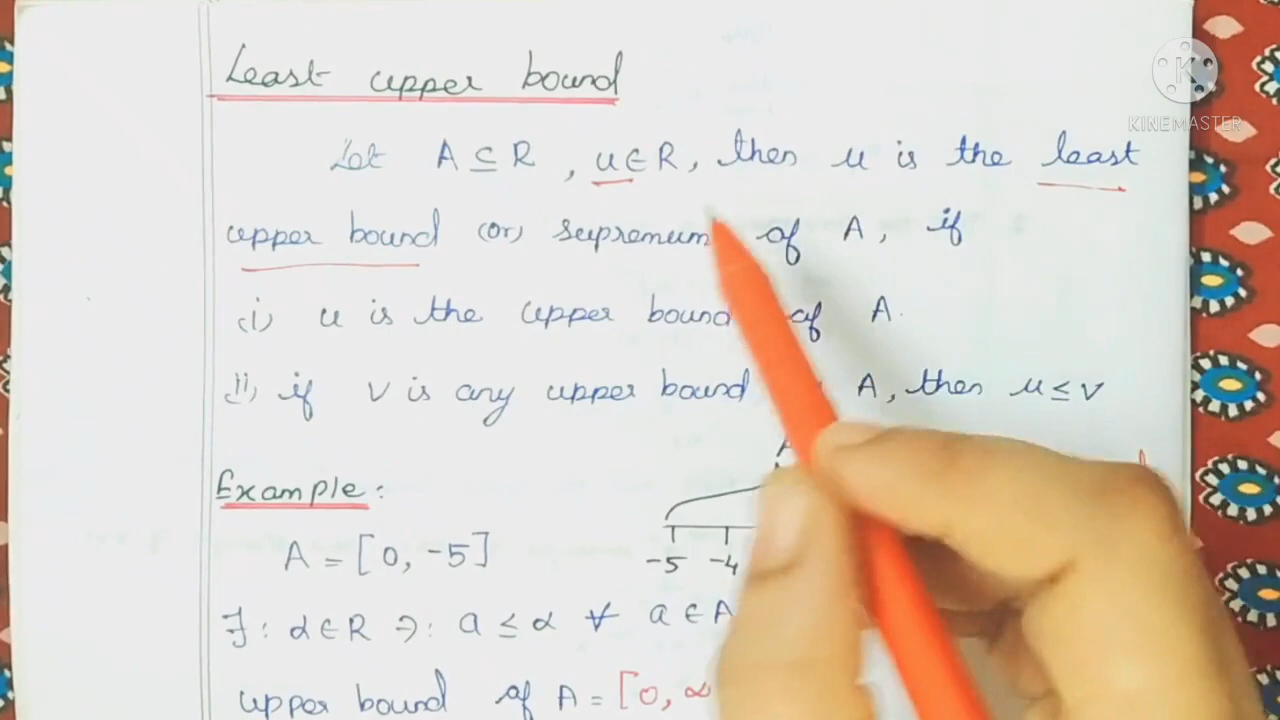 Least upper bound
KINEMASTER
Let A ⊆ R, u ∈ R, then u is the least
upper bound (or) supremum of A, if
(i) u is the upper bound of A.
(ii) if v is any upper bound A, then u ≤ v
Example:
A = [0, -5]
-5 -4
∃ : α ∈ R ∋: a ≤ α ∀ a ∈ A
upper bound of A = [0, ∞